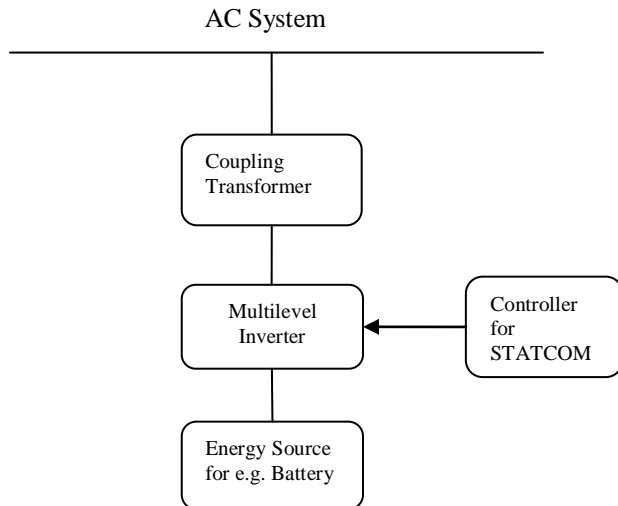 AC System
Coupling
Transformer
Multilevel
Inverter
Controller
for
STATCOM
Energy Source
for e.g. Battery